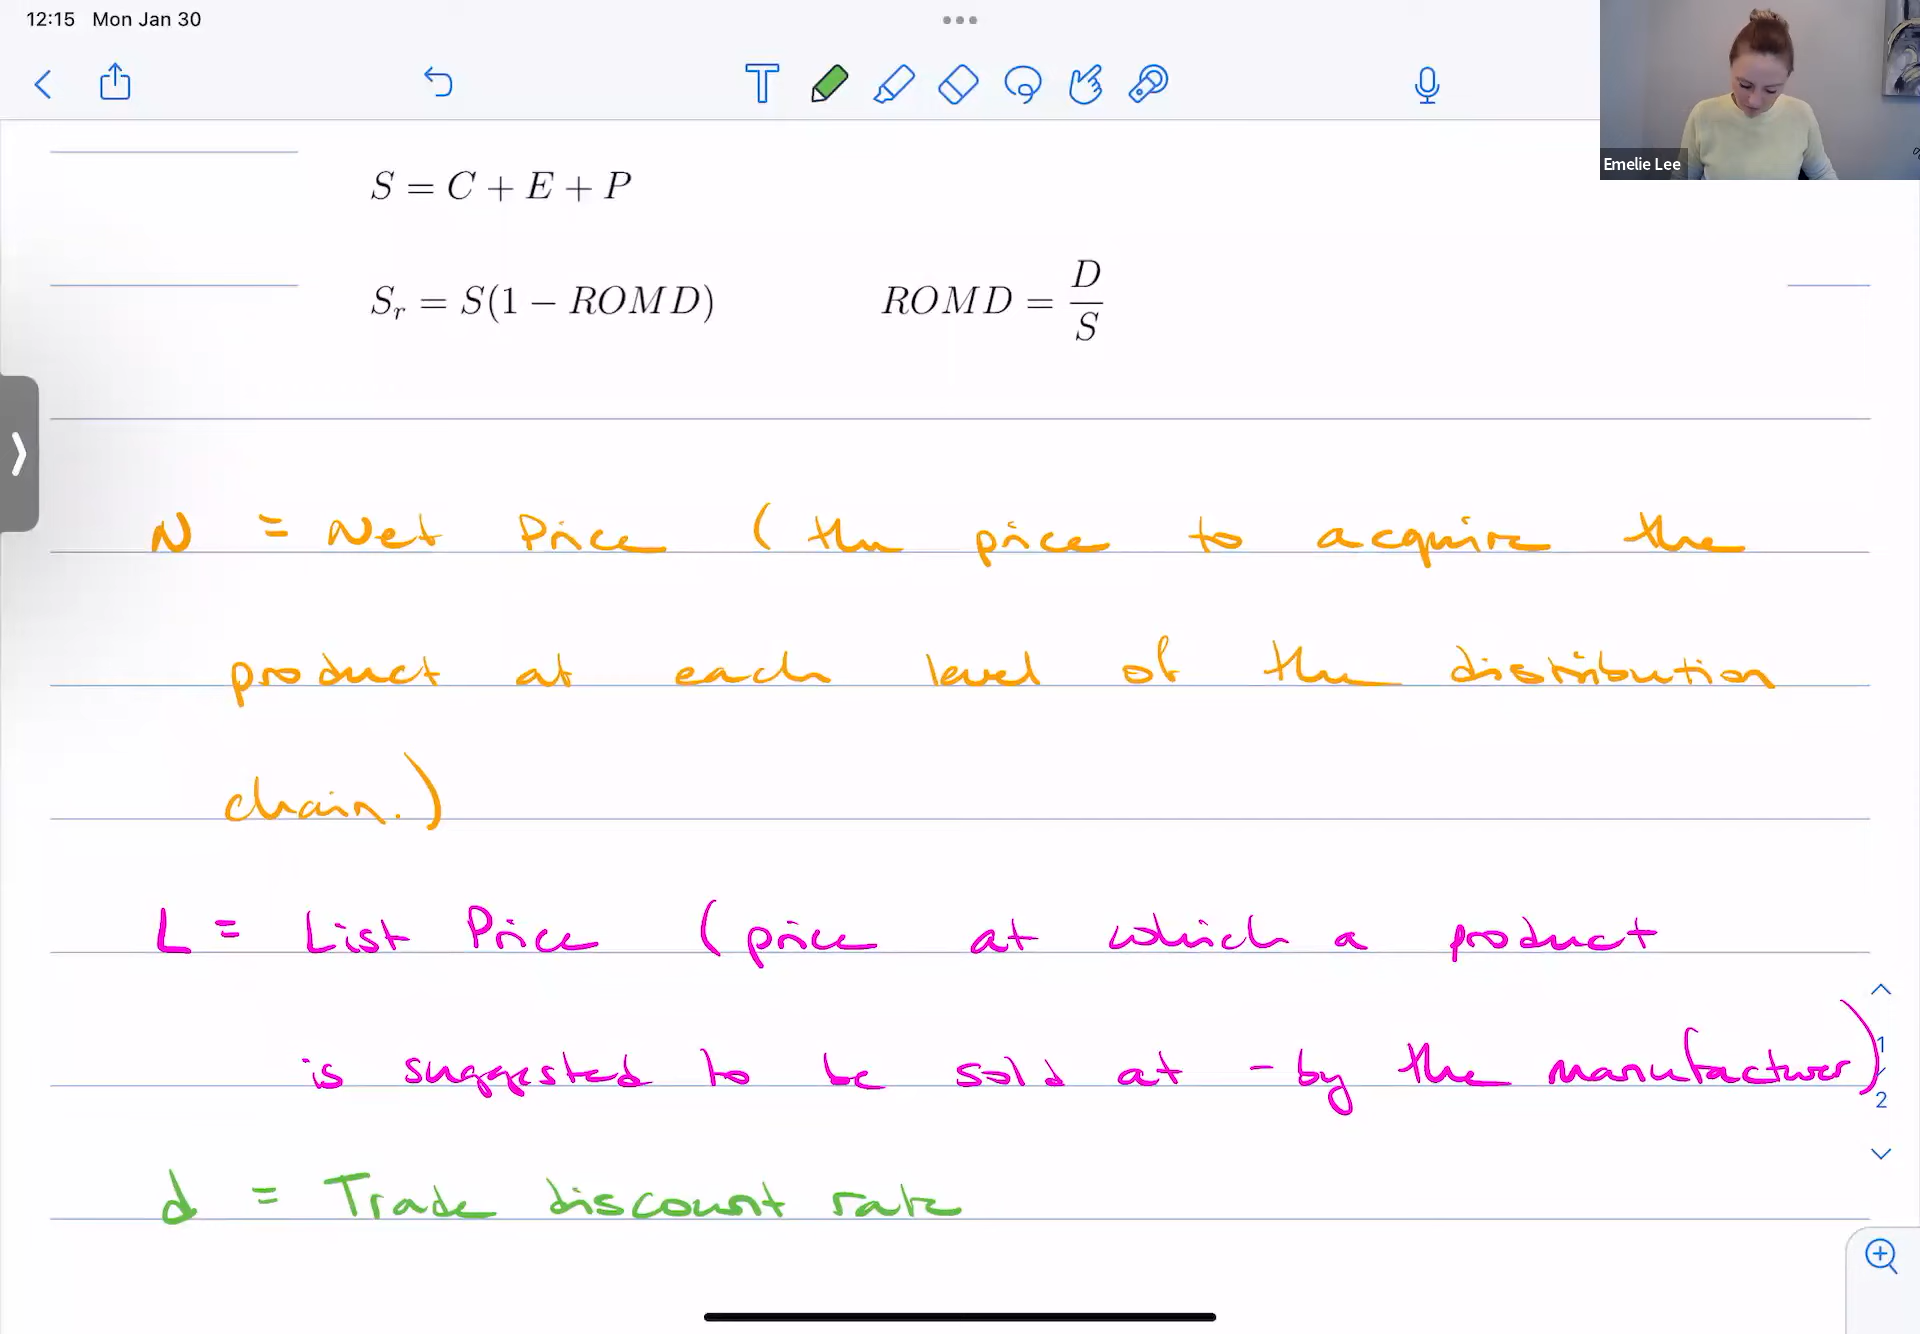 12:15 Mon Jan 30
Emelie Lee
S = C + E + P
S_r = S(1 − ROMD) ROMD = D/S
N = Net Price (the price to acquire the
product at each level of the distribution
chain.)
L = List Price (price at which a product
is suggested to be sold at - by the manufacturer)
1
2
d = Trade discount rate